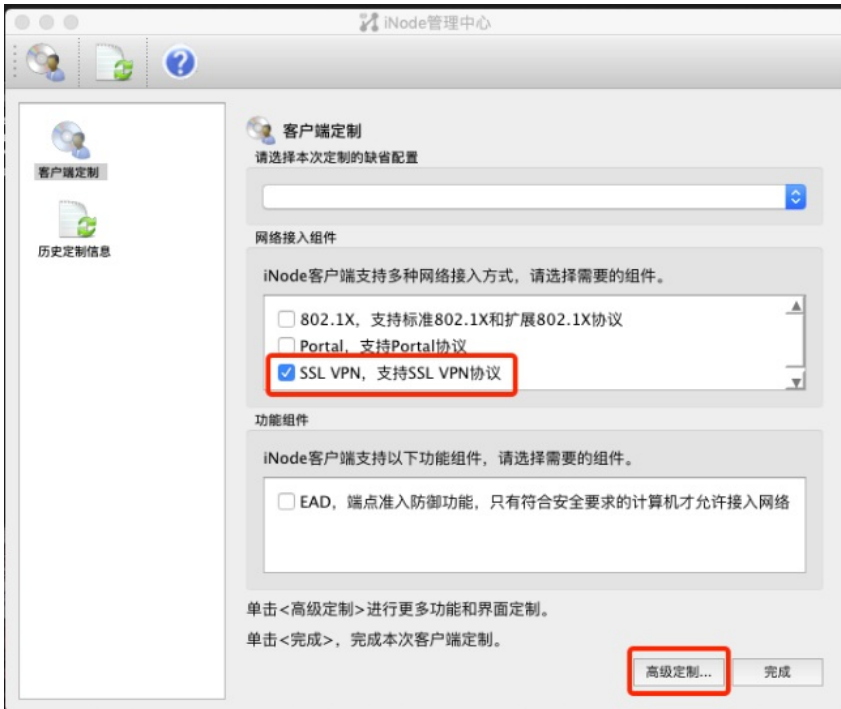 iNode管理中心
客户端定制
历史定制信息
客户端定制
请选择本次定制的缺省配置
网络接入组件
iNode客户端支持多种网络接入方式，请选择需要的组件。
802.1X，支持标准802.1X和扩展802.1X协议
Portal，支持Portal协议
SSL VPN，支持SSL VPN协议
功能组件
iNode客户端支持以下功能组件，请选择需要的组件。
EAD，端点准入防御功能，只有符合安全要求的计算机才允许接入网络
单击<高级定制>进行更多功能和界面定制。
单击<完成>，完成本次客户端定制。
高级定制...
完成